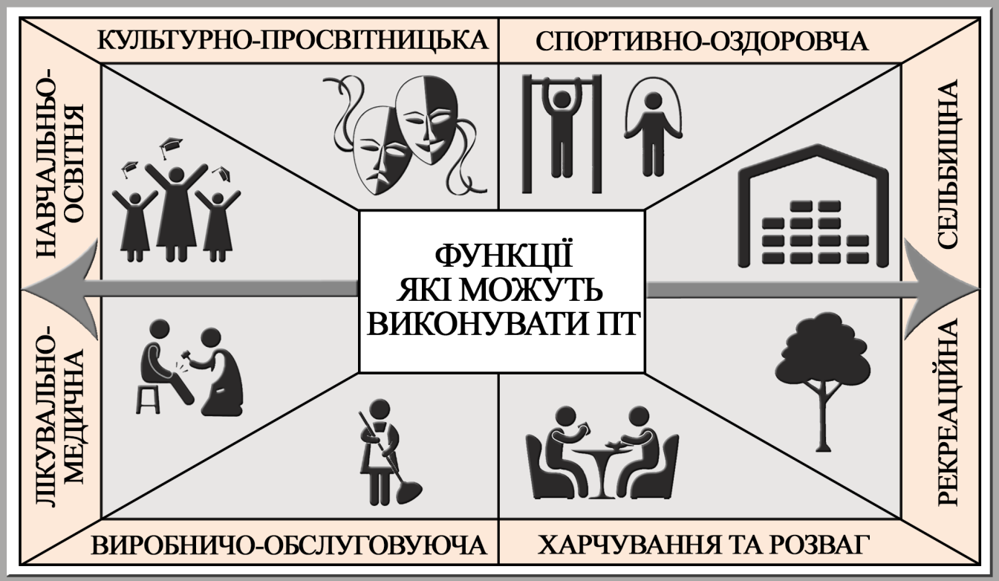 КУЛЬТУРНО-ПРОСВІТНИЦЬКА
СПОРТИВНО-ОЗДОРОВЧА
НАВЧАЛЬНЬО-
ОСВІТНЯ
СЕЛЬБИЩНА
ФУНКЦІЇ
ЯКІ МОЖУТЬ
ВИКОНУВАТИ ПТ
ЛІКУВАЛЬНО-
МЕДИЧНА
РЕКРЕАЦІЙНА
ВИРОБНИЧО-ОБСЛУГОВУЮЧА
ХАРЧУВАННЯ ТА РОЗВАГ